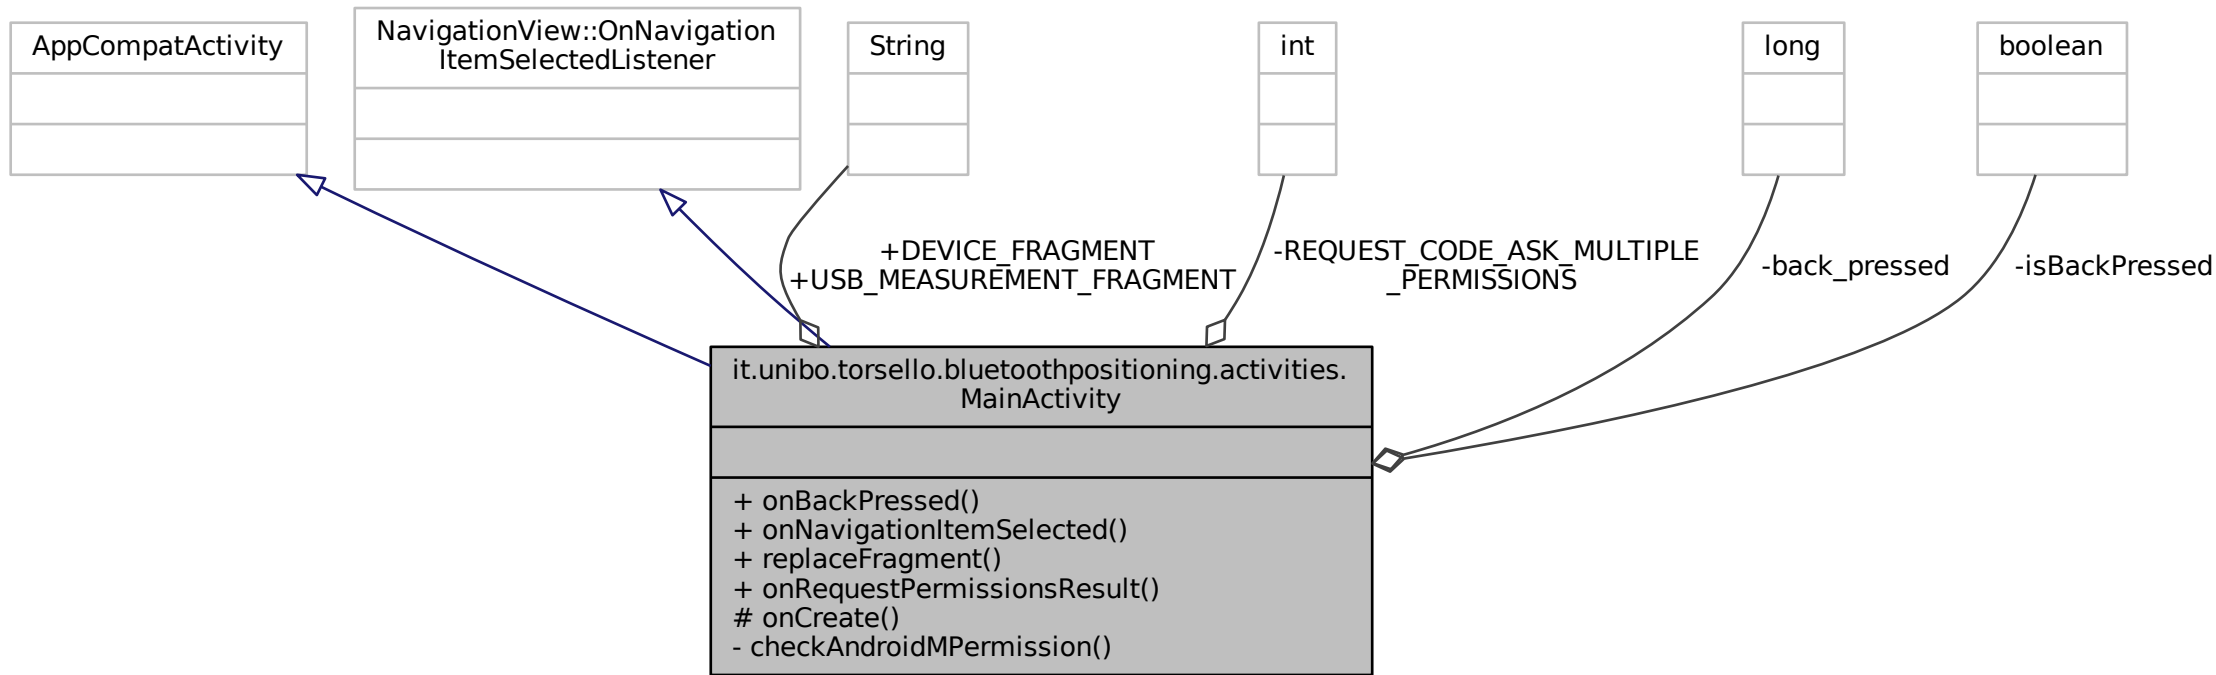 AppCompatActivity
NavigationView::OnNavigation
ItemSelectedListener
String
int
long
boolean
+DEVICE_FRAGMENT
+USB_MEASUREMENT_FRAGMENT
-REQUEST_CODE_ASK_MULTIPLE
_PERMISSIONS
-back_pressed
-isBackPressed
it.unibo.torsello.bluetoothpositioning.activities.
MainActivity
+ onBackPressed()
+ onNavigationItemSelected()
+ replaceFragment()
+ onRequestPermissionsResult()
# onCreate()
- checkAndroidMPermission()